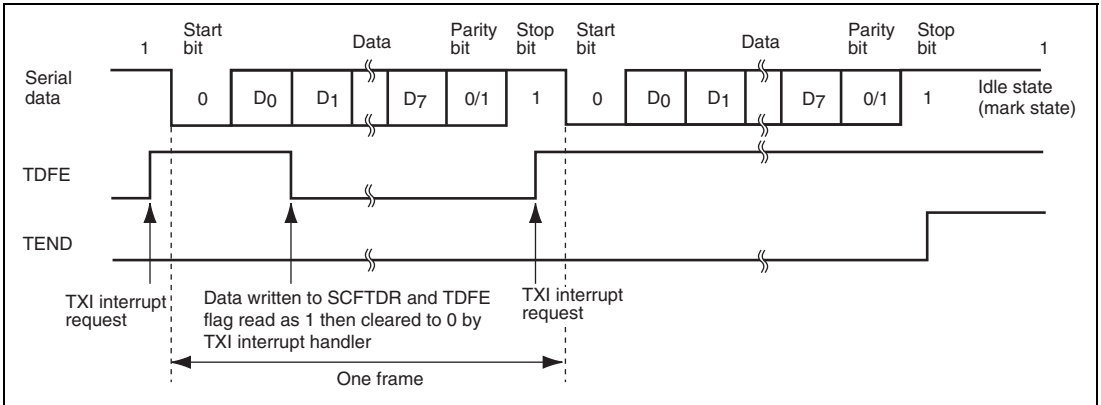 1
Start bit
Data
Parity bit
Stop bit
Start bit
Data
Parity bit
Stop bit
1
Serial data
0
D0
D1
D7
0/1
1
0
D0
D1
D7
0/1
1
Idle state
(mark state)
TDFE
TEND
TXI interrupt
request
Data written to SCFTDR and TDFE
flag read as 1 then cleared to 0 by
TXI interrupt handler
TXI interrupt
request
One frame